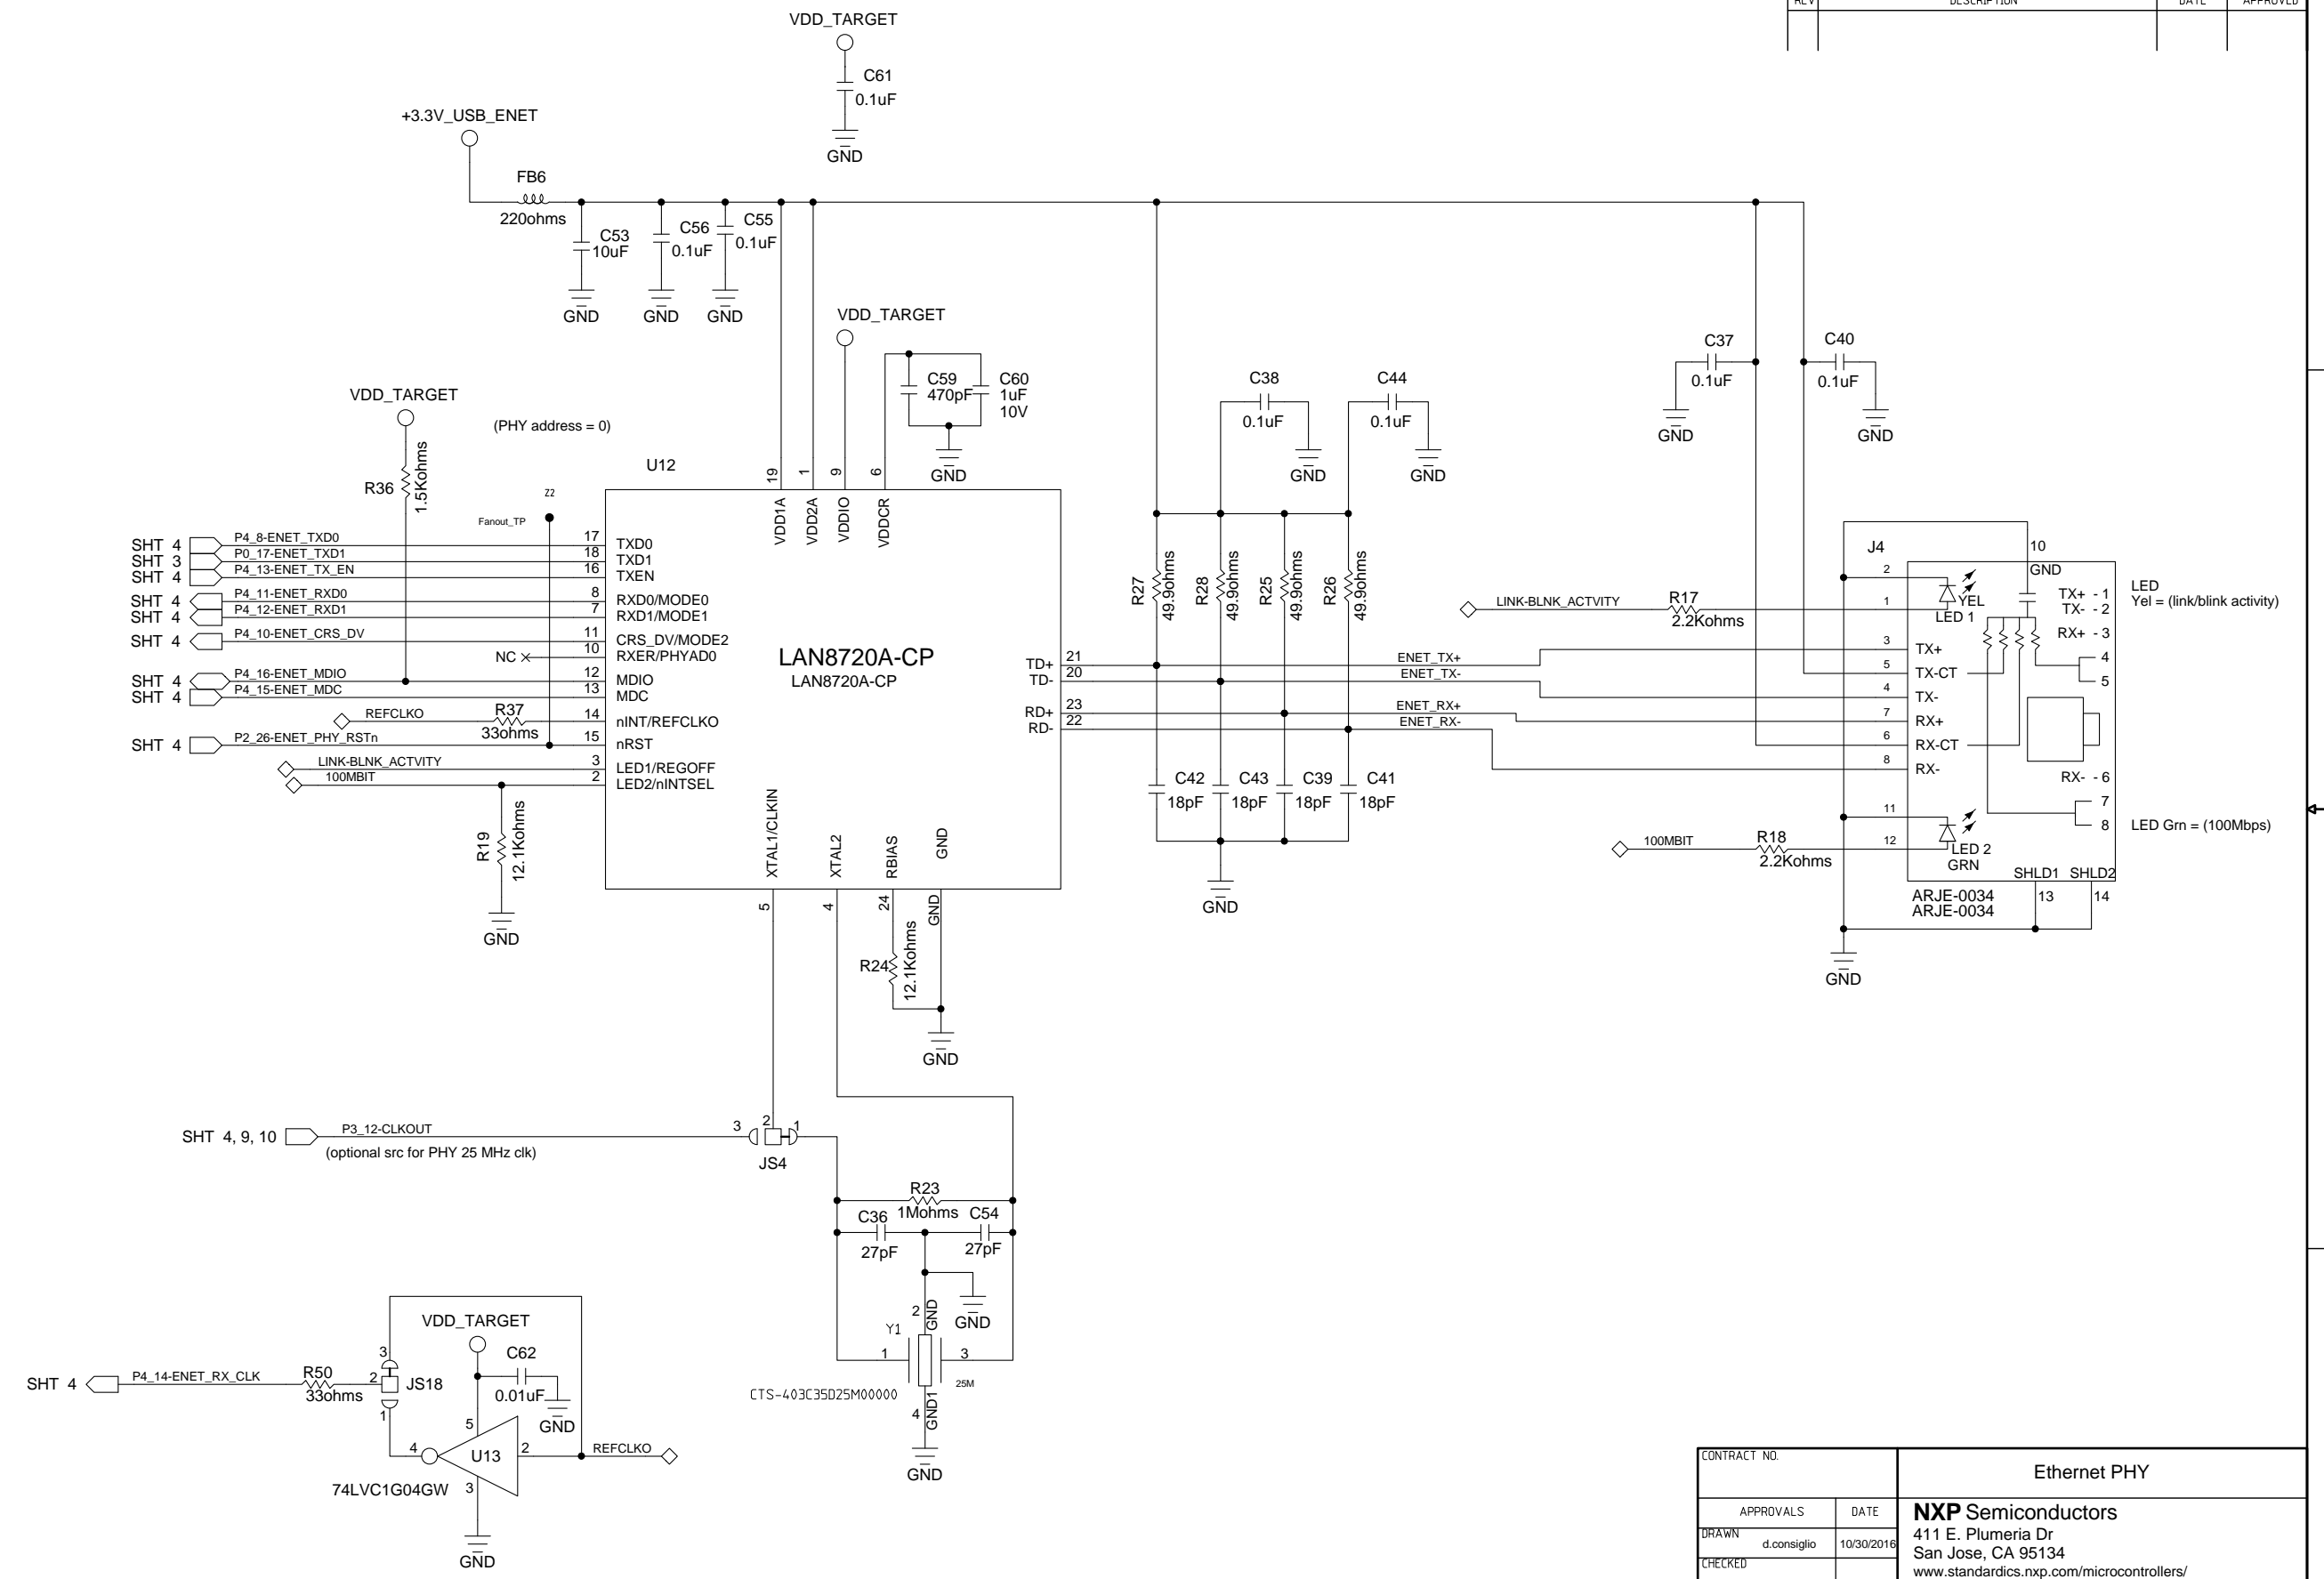 REV DESCRIPTION DATE APPROVED
VDD_TARGET
C61
0.1uF
GND
+3.3V_USB_ENET
FB6
220ohms
C53
10uF
GND
C56
0.1uF
GND
C55
0.1uF
GND
VDD_TARGET
C59
470pF
C60
1uF
10V
GND
VDD_TARGET
R36
1.5Kohms
(PHY address = 0)
U12
Z2
Fanout_TP
19
1
9
6
VDD1A
VDD2A
VDDIO
VDDCR
SHT 4 P4_8-ENET_TXD0 17 TXD0
SHT 3 P0_17-ENET_TXD1 18 TXD1
SHT 4 P4_13-ENET_TX_EN 16 TXEN
SHT 4 P4_11-ENET_RXD0 8 RXD0/MODE0
SHT 4 P4_12-ENET_RXD1 7 RXD1/MODE1
SHT 4 P4_10-ENET_CRS_DV 11 CRS_DV/MODE2
NC 10 RXER/PHYAD0
SHT 4 P4_16-ENET_MDIO 12 MDIO
SHT 4 P4_15-ENET_MDC 13 MDC
REFCLKO R37 33ohms 14 nINT/REFCLKO
SHT 4 P2_26-ENET_PHY_RSTn 15 nRST
LINK-BLNK_ACTVITY 3 LED1/REGOFF
100MBIT 2 LED2/nINTSEL
R19
12.1Kohms
GND
LAN8720A-CP
LAN8720A-CP
TD+ 21 ENET_TX+
TD- 20 ENET_TX-
RD+ 23 ENET_RX+
RD- 22 ENET_RX-
XTAL1/CLKIN
XTAL2
RBIAS
GND
5
4
24
GND
R24
12.1Kohms
GND
C38
0.1uF
GND
C44
0.1uF
GND
R27
49.9ohms
R28
49.9ohms
R25
49.9ohms
R26
49.9ohms
C42
18pF
C43
18pF
C39
18pF
C41
18pF
GND
C37
0.1uF
GND
C40
0.1uF
GND
LINK-BLNK_ACTVITY
R17
2.2Kohms
100MBIT
R18
2.2Kohms
J4
10
GND
2
1
YEL
LED 1
3 TX+
5 TX-CT
4 TX-
7 RX+
6 RX-CT
8 RX-
11
12
LED 2
GRN
TX+ - 1
TX- - 2
RX+ - 3
4
5
RX- - 6
7
8
SHLD1 SHLD2
13
14
ARJE-0034
ARJE-0034
GND
LED
Yel = (link/blink activity)
LED Grn = (100Mbps)
SHT 4, 9, 10 P3_12-CLKOUT
(optional src for PHY 25 MHz clk)
3
2
1
JS4
R23
1Mohms
C36
27pF
C54
27pF
GND
2
GND
Y1
1
3
25M
CTS-403C35D25M00000
4
GND1
GND
SHT 4 P4_14-ENET_RX_CLK
R50
33ohms
3
2
1
JS18
VDD_TARGET
C62
0.01uF
GND
5
4
U13
2
REFCLKO
3
74LVC1G04GW
GND
CONTRACT NO.
Ethernet PHY
APPROVALS DATE
DRAWN d.consiglio 10/30/2016
CHECKED
NXP Semiconductors
411 E. Plumeria Dr
San Jose, CA 95134
www.standardics.nxp.com/microcontrollers/